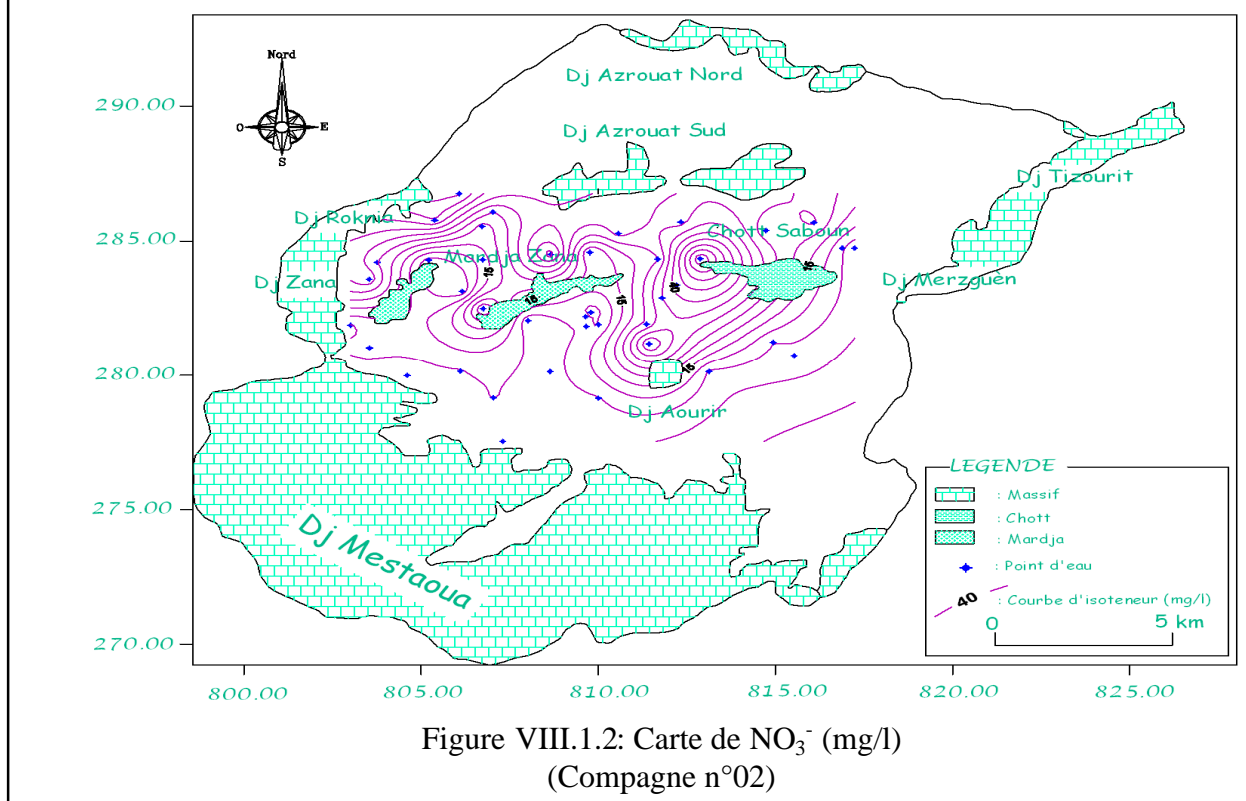 Nord
O
E
S
Dj Azrouat Nord
290.00
Dj Azrouat Sud
Dj Tizourit
Dj Roknia
Chott Saboun
285.00
Mardja Zana
15
15
Dj Zana
Dj Merzguèn
40
15
15
280.00
15
Dj Aourir
LEGENDE
: Massif
: Chott
: Mardja
: Point d'eau
40 : Courbe d'isoteneur (mg/l)
0 5 km
275.00
Dj Mestaoua
270.00
800.00 805.00 810.00 815.00 820.00 825.00
Figure VIII.1.2: Carte de NO₃⁻ (mg/l)
(Compagne n°02)